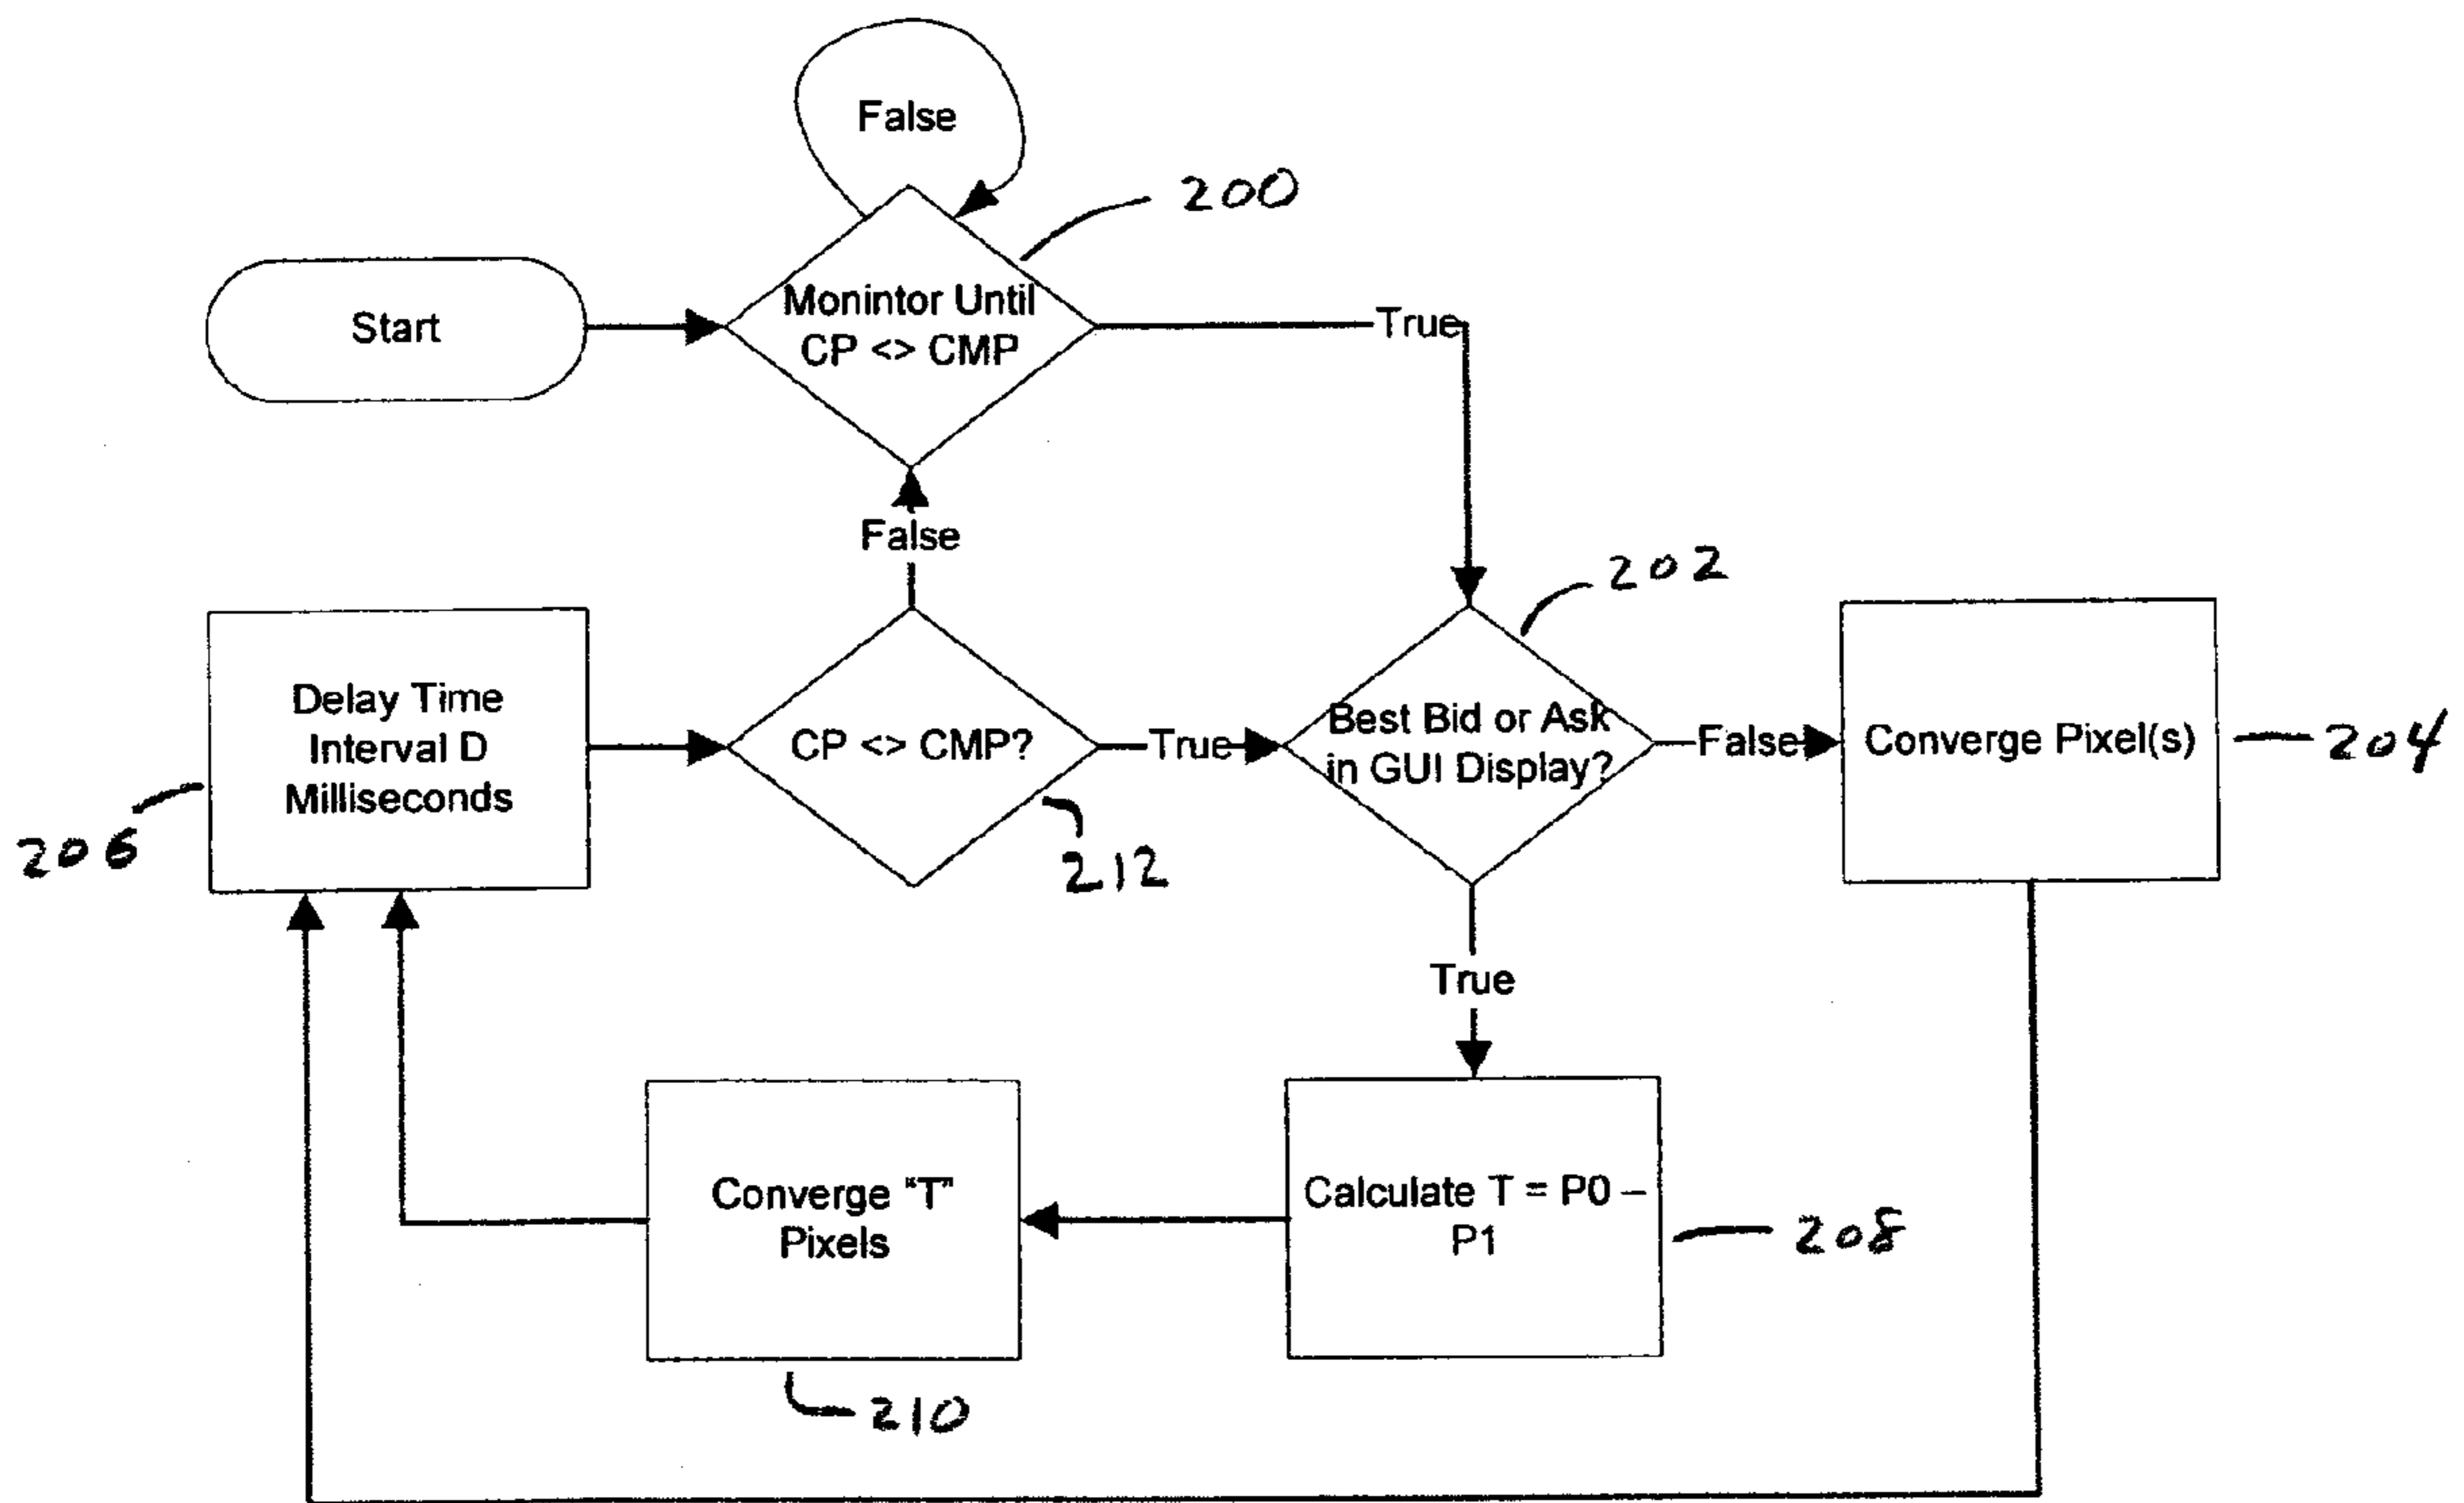 False
200
Start
Monintor Until
CP <> CMP
True
False
202
Delay Time
Interval D
Milliseconds
206
CP <> CMP?
212
True
Best Bid or Ask
in GUI Display?
False
Converge Pixel(s)
204
True
Converge "T"
Pixels
210
Calculate T = P0 –
P1
208